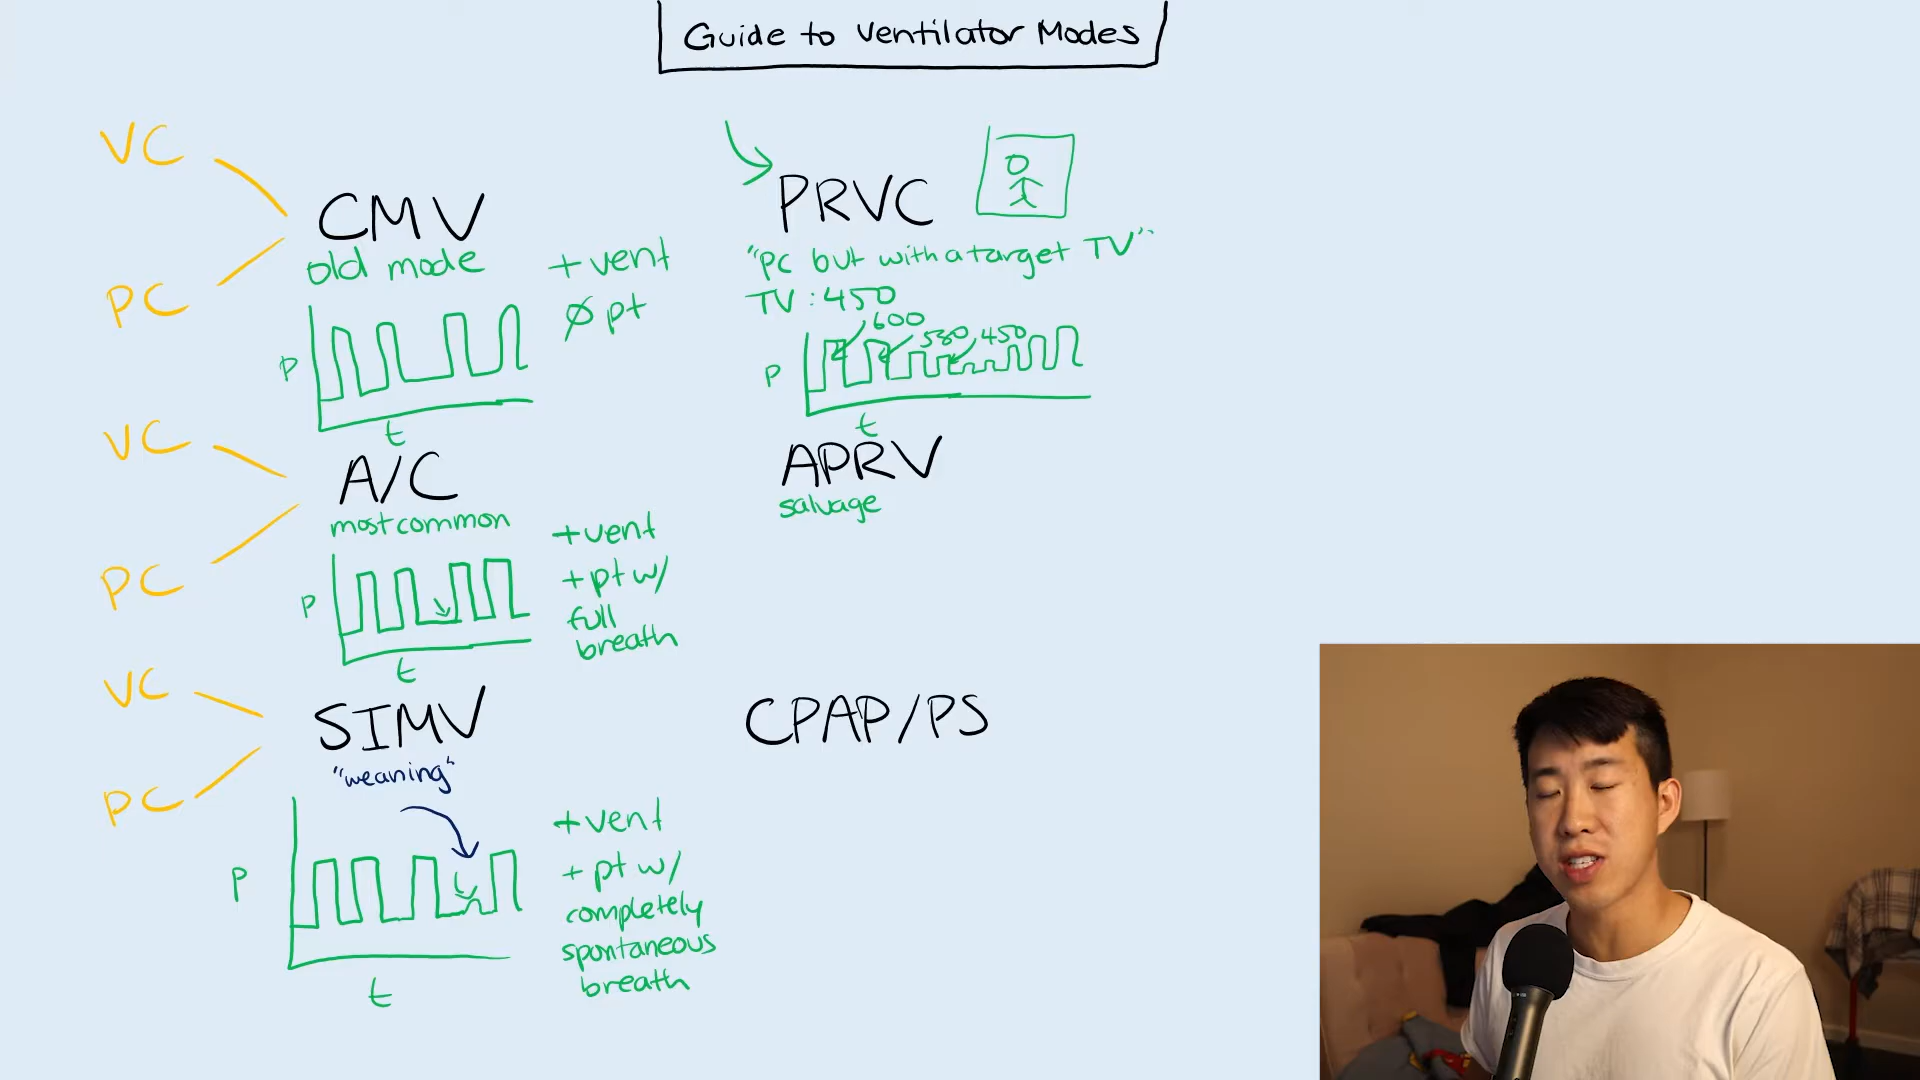 Guide to Ventilator Modes
VC
PC
CMV
old mode
+ vent
Ø pt
P
t
VC
PC
A/C
most common
+ vent
+ pt w/
full
breath
P
t
VC
PC
SIMV
"weaning"
+ vent
+ pt w/
completely
spontaneous
breath
P
t
PRVC
"PC but with a target TV"
TV : 450
600
580
450
P
t
APRV
salvage
CPAP/PS